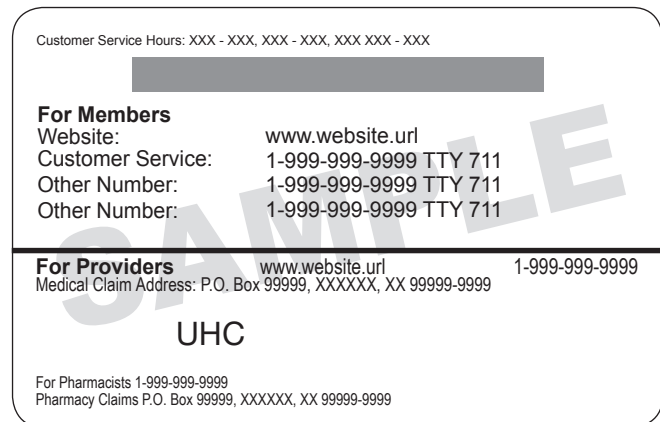 Customer Service Hours: XXX - XXX, XXX - XXX, XXX XXX - XXX
For Members
Website: www.website.url
Customer Service: 1-999-999-9999 TTY 711
Other Number: 1-999-999-9999 TTY 711
Other Number: 1-999-999-9999 TTY 711
SAMPLE
For Providers www.website.url 1-999-999-9999
Medical Claim Address: P.O. Box 99999, XXXXXX, XX 99999-9999
UHC
For Pharmacists 1-999-999-9999
Pharmacy Claims P.O. Box 99999, XXXXXX, XX 99999-9999